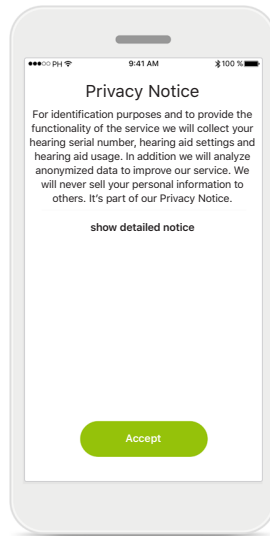 PH 9:41 AM 100 %
Privacy Notice
For identification purposes and to provide the
functionality of the service we will collect your
hearing serial number, hearing aid settings and
hearing aid usage. In addition we will analyze
anonymized data to improve our service. We
will never sell your personal information to
others. It’s part of our Privacy Notice.
show detailed notice
Accept